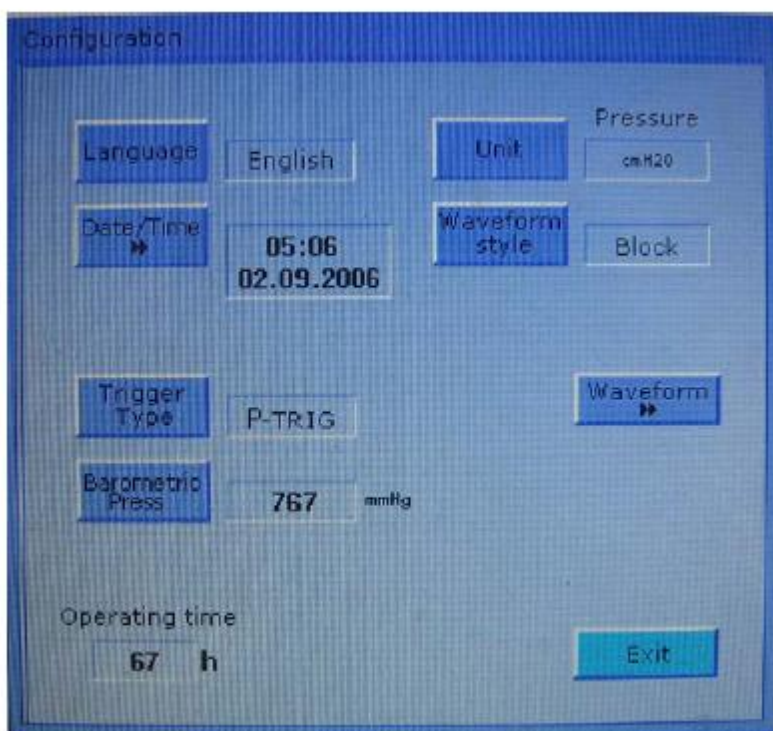 Configuration
Language
English
Unit
Pressure
cmH2O
Date/Time
05:06
02.09.2006
Waveform
style
Block
Trigger
Type
P-TRIG
Waveform
Barometric
Press
767
mmHg
Operating time
67 h
Exit